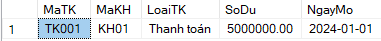 MaTK MaKH LoaiTK SoDu NgayMo
1 TK001 KH01 Thanh toán 5000000.00 2024-01-01